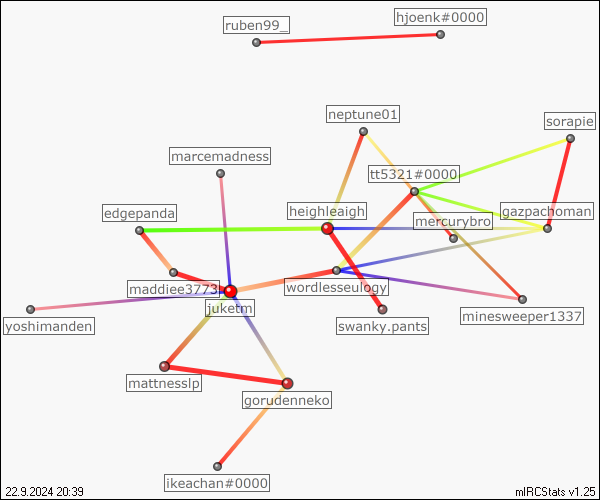 hjoenk#0000
ruben99_
neptune01
sorapie
marcemadness
tt5321#0000
edgepanda
heighleaigh
gazpachoman
mercurybro
maddiee3773
wordlesseulogy
juketm
minesweeper1337
yoshimanden
swanky.pants
mattnesslp
gorudenneko
ikeachan#0000
22.9.2024 20:39
mIRCStats v1.25